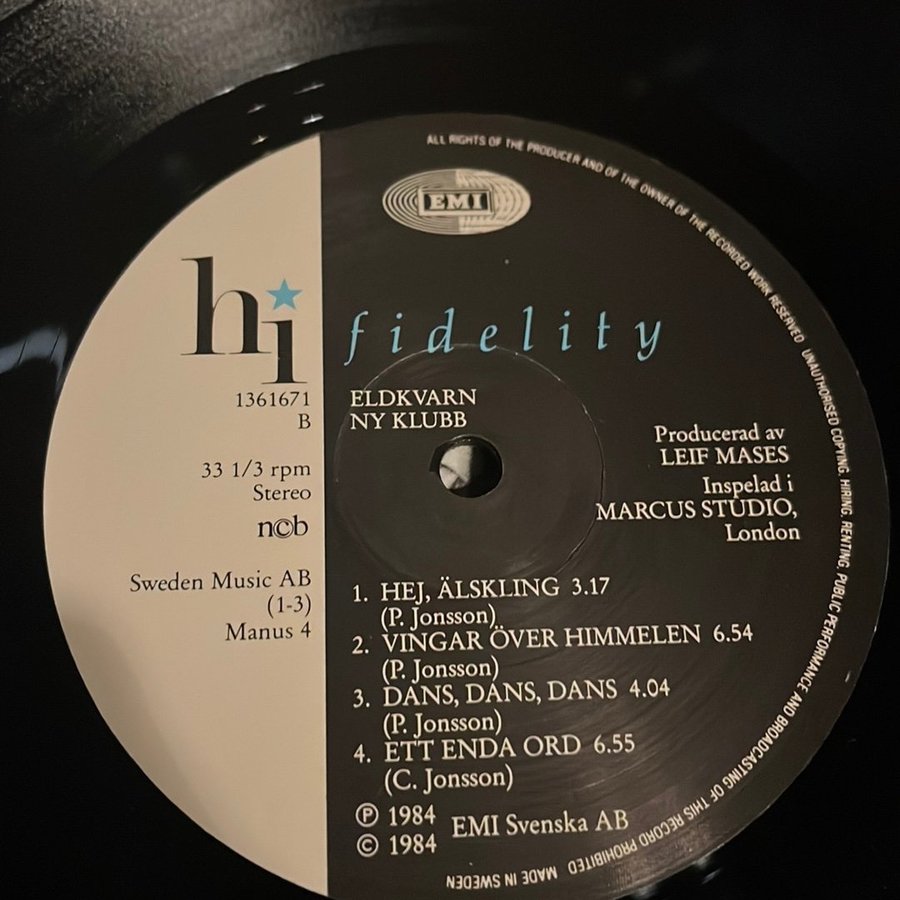 ALL RIGHTS OF THE PRODUCER AND OF THE OWNER OF THE RECORDED WORK RESERVED UNAUTHORISED COPYING, HIRING, RENTING, PUBLIC PERFORMANCE AND BROADCASTING OF THIS RECORD PROHIBITED MADE IN SWEDEN
EMI
hi fidelity
1361671
B
33 1/3 rpm
Stereo
n©b
Sweden Music AB
(1-3)
Manus 4
ELDKVARN
NY KLUBB
Producerad av
LEIF MASES
Inspelad i
MARCUS STUDIO,
London
1. HEJ, ÄLSKLING 3.17
(P. Jonsson)
2. VINGAR ÖVER HIMMELEN 6.54
(P. Jonsson)
3. DANS, DANS, DANS 4.04
(P. Jonsson)
4. ETT ENDA ORD 6.55
(C. Jonsson)
℗ 1984
© 1984
EMI Svenska AB